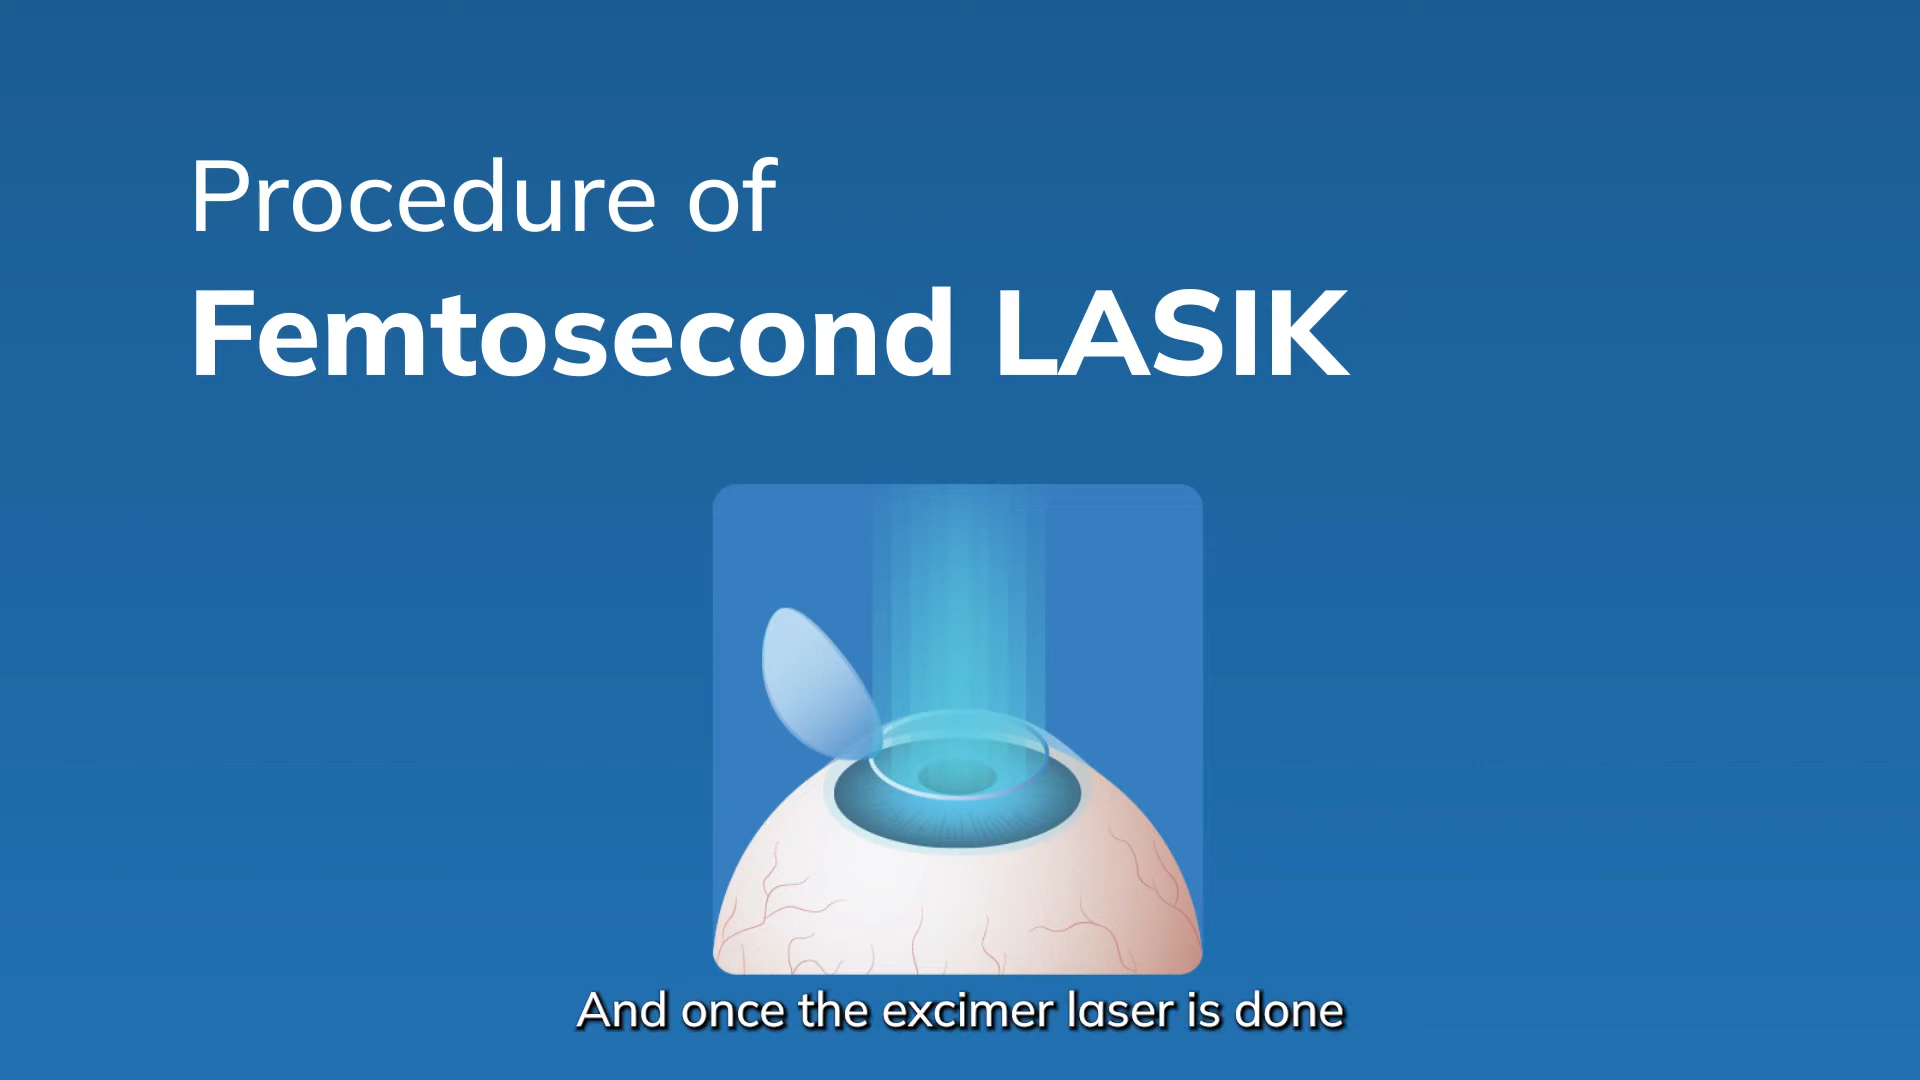 Procedure of
Femtosecond LASIK
And once the excimer laser is done